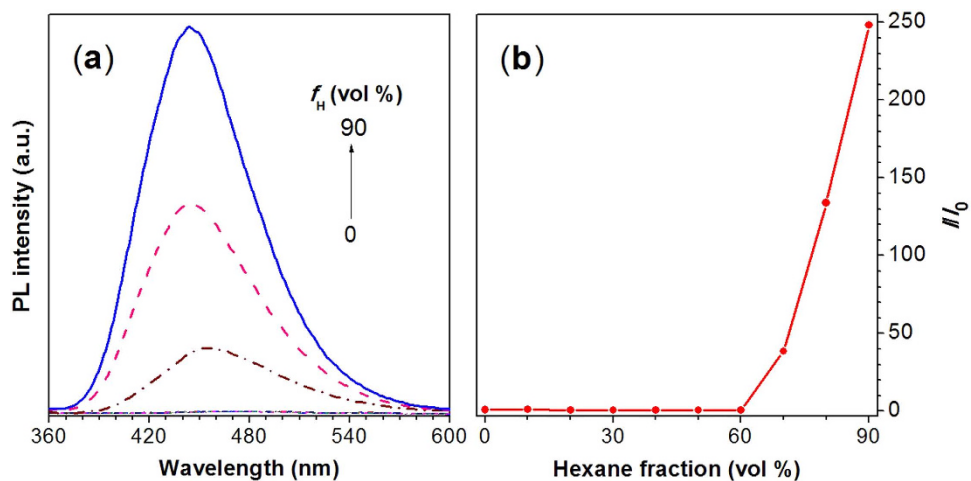 (a)
f_H (vol %)
90
0
PL intensity (a.u.)
360 420 480 540 600
Wavelength (nm)
(b)
250
200
150
100
50
0
I/I_0
0 30 60 90
Hexane fraction (vol %)